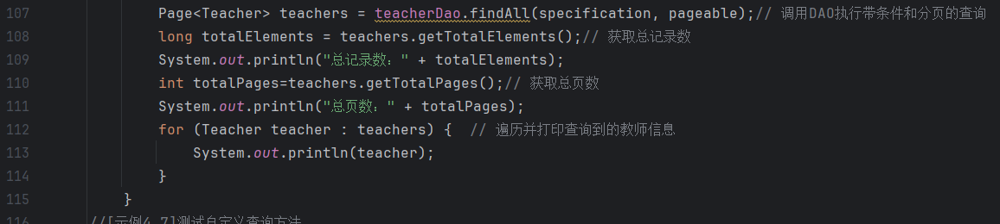 107 Page<Teacher> teachers = teacherDao.findAll(specification, pageable);// 调用DAO执行带条件和分页的查询
108 long totalElements = teachers.getTotalElements();// 获取总记录数
109 System.out.println("总记录数：" + totalElements);
110 int totalPages=teachers.getTotalPages();// 获取总页数
111 System.out.println("总页数：" + totalPages);
112 for (Teacher teacher : teachers) {  // 遍历并打印查询到的教师信息
113 System.out.println(teacher);
114 }
115 }
116 //[示例4.7]测试自定义查询方法